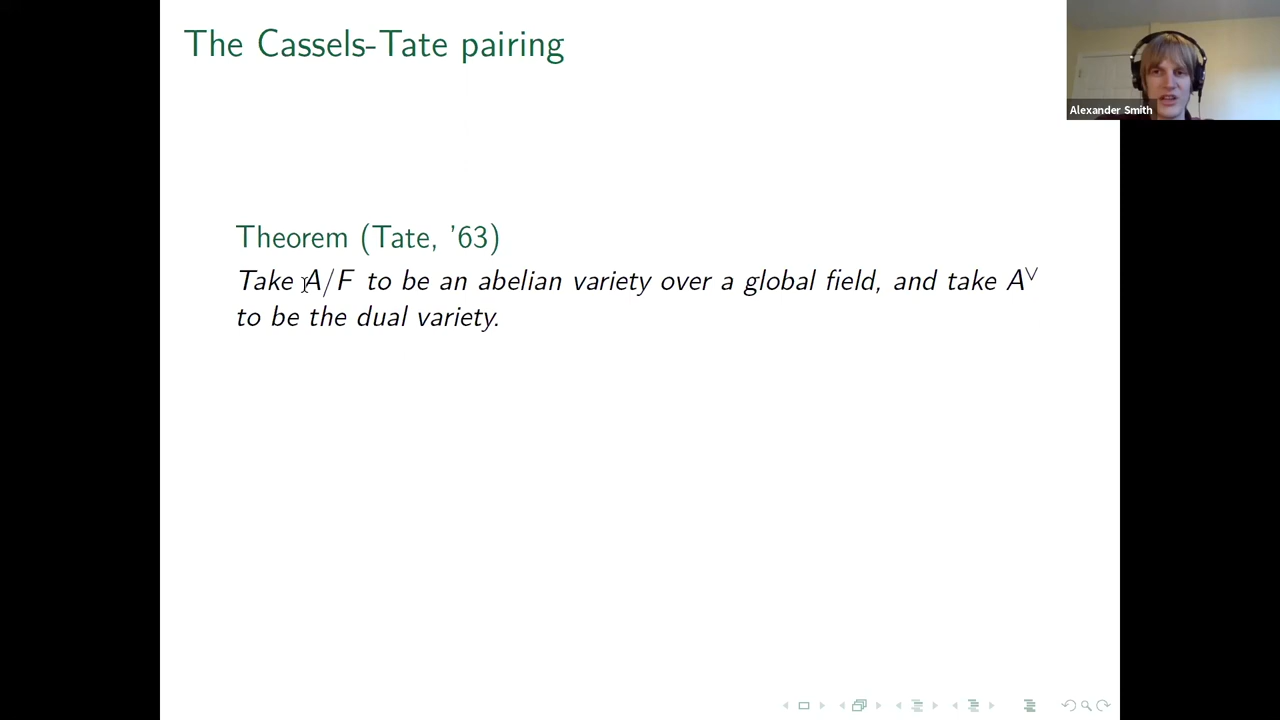 The Cassels-Tate pairing
Alexander Smith
Theorem (Tate, '63)
Take A/F to be an abelian variety over a global field, and take A^∨
to be the dual variety.